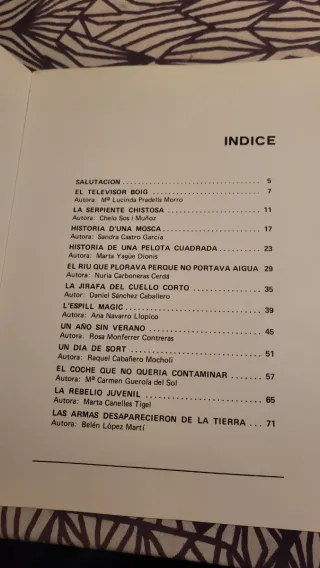 INDICE
SALUTACION . . . . . . . . . . . . . . . . . . . . . . . . . . . . . . . . . 5
EL TELEVISOR BOIG . . . . . . . . . . . . . . . . . . . . . . . . . . 7
Autora: Mª Lucinda Pradells Morro
LA SERPIENTE CHISTOSA . . . . . . . . . . . . . . . . . . . . . . 11
Autora: Chelo Sos i Muñoz
HISTORIA D'UNA MOSCA . . . . . . . . . . . . . . . . . . . . . . . 17
Autora: Sandra Castro García
HISTORIA DE UNA PELOTA CUADRADA . . . . . . . . . . 23
Autora: Marta Yagüe Dionis
EL RIU QUE PLORAVA PERQUE NO PORTAVA AIGUA 29
Autora: Nuria Carboneras Cerdá
LA JIRAFA DEL CUELLO CORTO . . . . . . . . . . . . . . . . . 35
Autor: Daniel Sánchez Caballero
L'ESPILL MAGIC . . . . . . . . . . . . . . . . . . . . . . . . . . . . . . 39
Autora: Ana Navarro Llopico
UN AÑO SIN VERANO . . . . . . . . . . . . . . . . . . . . . . . . . . 45
Autora: Rosa Monferrer Contreras
UN DIA DE SORT . . . . . . . . . . . . . . . . . . . . . . . . . . . . . . 51
Autora: Raquel Cabañero Mocholi
EL COCHE QUE NO QUERIA CONTAMINAR . . . . . . . 57
Autora: Mª Carmen Guerola del Sol
LA REBELIO JUVENIL . . . . . . . . . . . . . . . . . . . . . . . . . . 65
Autora: Marta Canelles Tigel
LAS ARMAS DESAPARECIERON DE LA TIERRA . . . 71
Autora: Belén López Martí